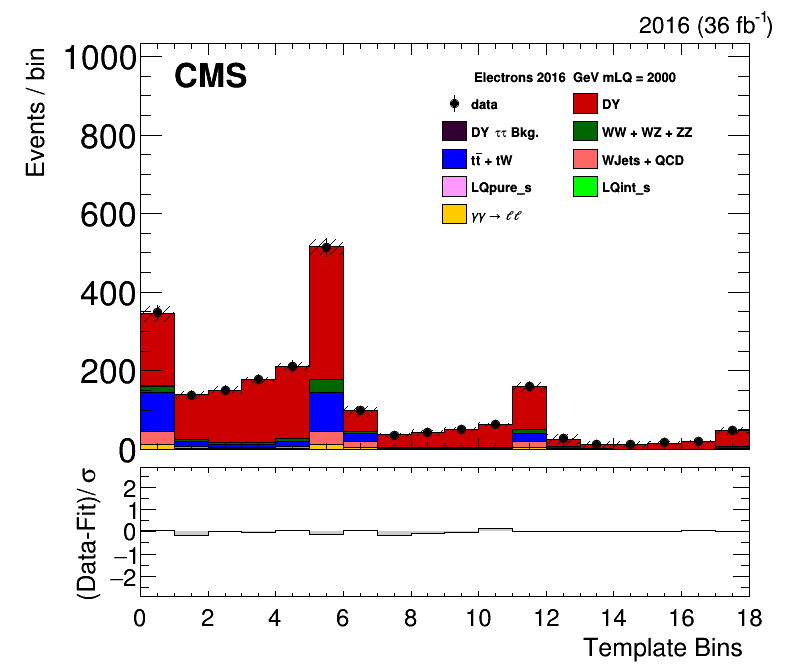 2016 (36 fb⁻¹)
CMS
Electrons 2016 GeV mLQ = 2000
data
DY
DY ττ Bkg.
WW + WZ + ZZ
tt̄ + tW
WJets + QCD
LQpure_s
LQint_s
γγ → ℓℓ
Events / bin
1000
800
600
400
200
0
(Data-Fit)/ σ
2
1
0
−1
−2
0 2 4 6 8 10 12 14 16 18
Template Bins